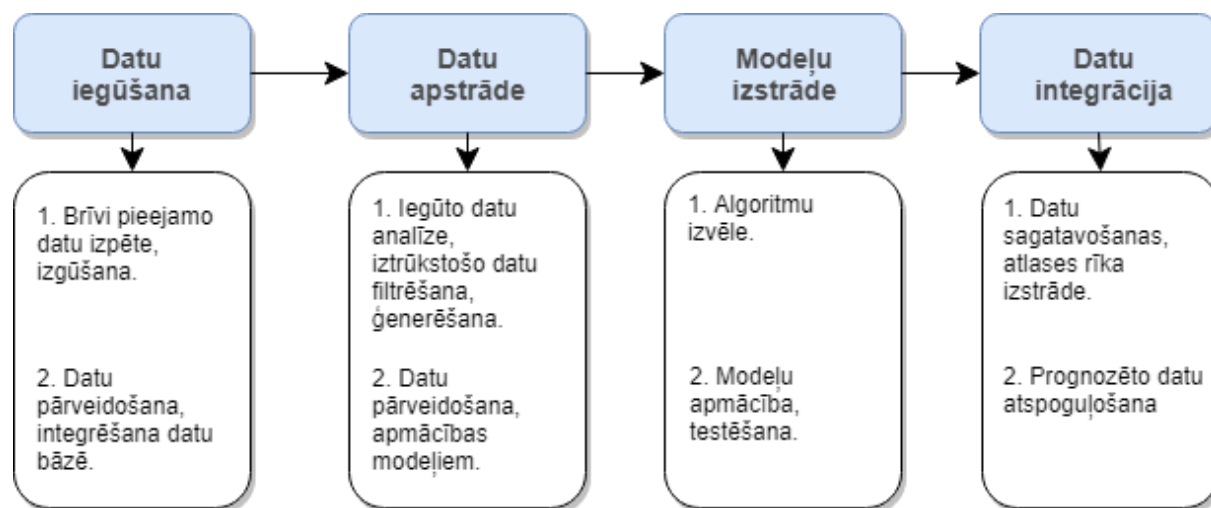 Datu
iegūšana
Datu
apstrāde
Modeļu
izstrāde
Datu
integrācija
1. Brīvi pieejamo
datu izpēte,
izgūšana.
2. Datu
pārveidošana,
integrēšana datu
bāzē.
1. Iegūto datu
analīze,
iztrūkstošo datu
filtrēšana,
ģenerēšana.
2. Datu
pārveidošana,
apmācības
modeļiem.
1. Algoritmu
izvēle.
2. Modeļu
apmācība,
testēšana.
1. Datu
sagatavošanas,
atlases rīka
izstrāde.
2. Prognozēto datu
atspoguļošana